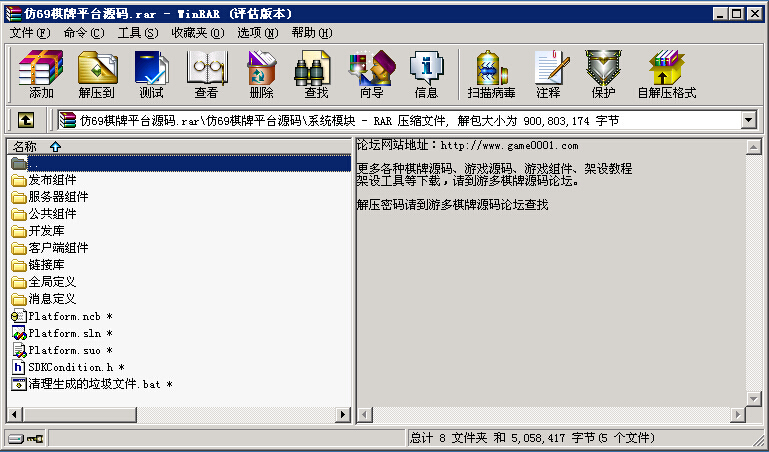 仿69棋牌平台源码.rar - WinRAR (评估版本)
文件(F) 命令(C) 工具(S) 收藏夹(O) 选项(N) 帮助(H)
添加 解压到 测试 查看 删除 查找 向导 信息 扫描病毒 注释 保护 自解压格式
仿69棋牌平台源码.rar\仿69棋牌平台源码\系统模块 - RAR 压缩文件, 解包大小为 900,803,174 字节
名称
..
发布组件
服务器组件
公共组件
开发库
客户端组件
链接库
全局定义
消息定义
Platform.ncb *
Platform.sln *
Platform.suo *
SDKCondition.h *
清理生成的垃圾文件.bat *
论坛网站地址：http://www.game0001.com
更多各种棋牌源码、游戏源码、游戏组件、架设教程
架设工具等下载，请到游多棋牌源码论坛。
解压密码请到游多棋牌源码论坛查找
总计 8 文件夹 和 5,058,417 字节(5 个文件)